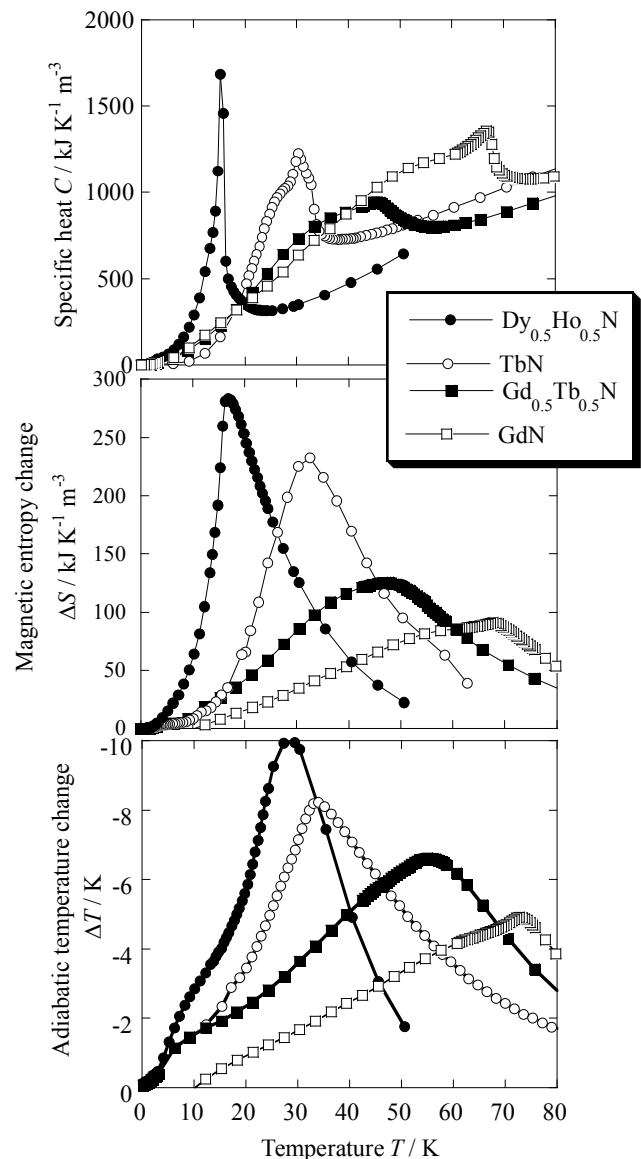 2000
1500
1000
500
0
Specific heat C / kJ K⁻¹ m⁻³
Dy₀.₅Ho₀.₅N
TbN
Gd₀.₅Tb₀.₅N
GdN
300
250
200
150
100
50
0
Magnetic entropy change
ΔS / kJ K⁻¹ m⁻³
-10
-8
-6
-4
-2
0
Adiabatic temperature change
ΔT / K
0 10 20 30 40 50 60 70 80
Temperature T / K